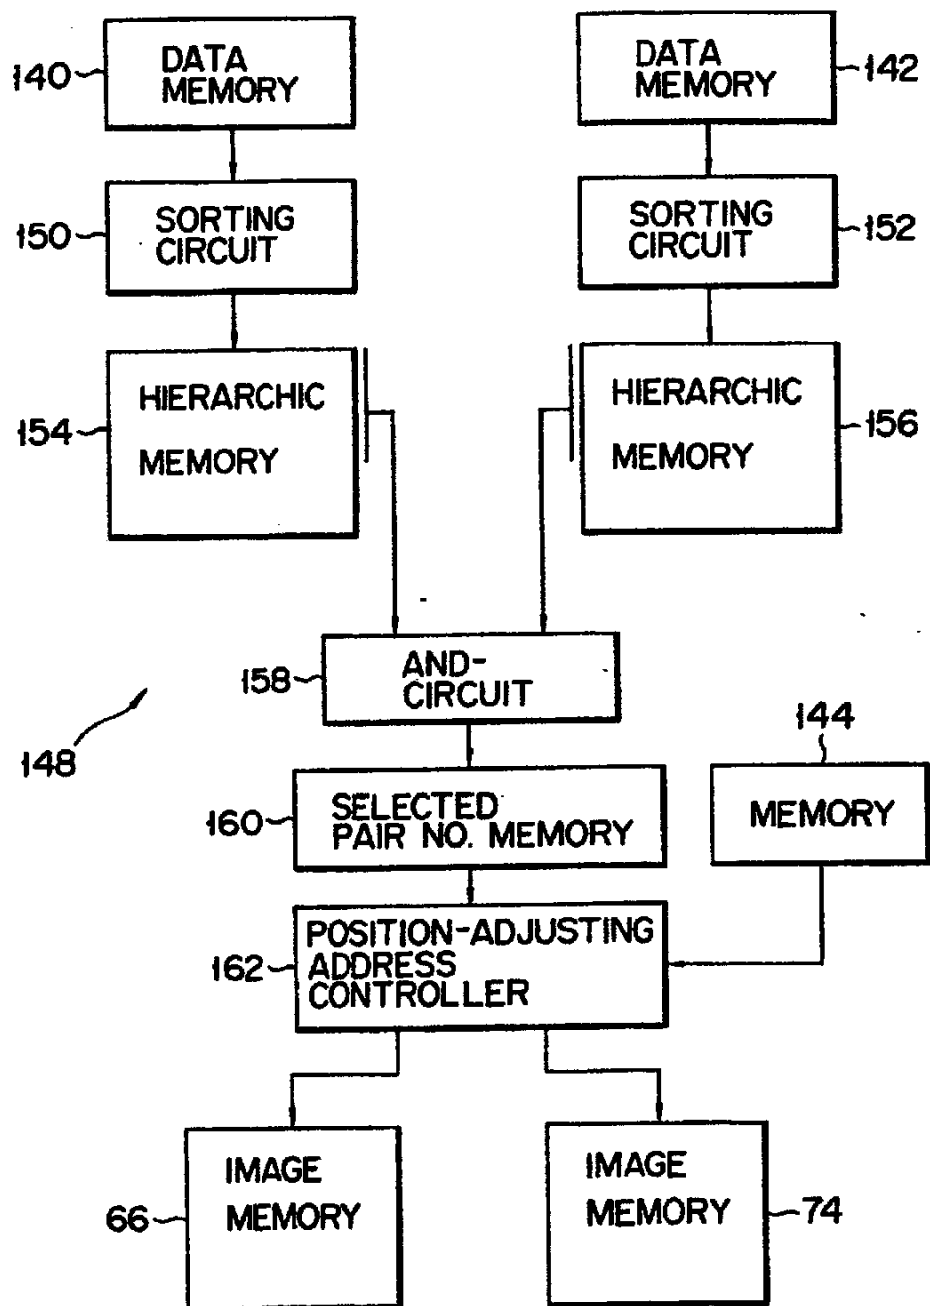 140
DATA
MEMORY
DATA
MEMORY
142
150
SORTING
CIRCUIT
SORTING
CIRCUIT
152
154
HIERARCHIC
MEMORY
HIERARCHIC
MEMORY
156
158
AND-
CIRCUIT
148
144
160
SELECTED
PAIR NO. MEMORY
MEMORY
162
POSITION-ADJUSTING
ADDRESS
CONTROLLER
66
IMAGE
MEMORY
IMAGE
MEMORY
74